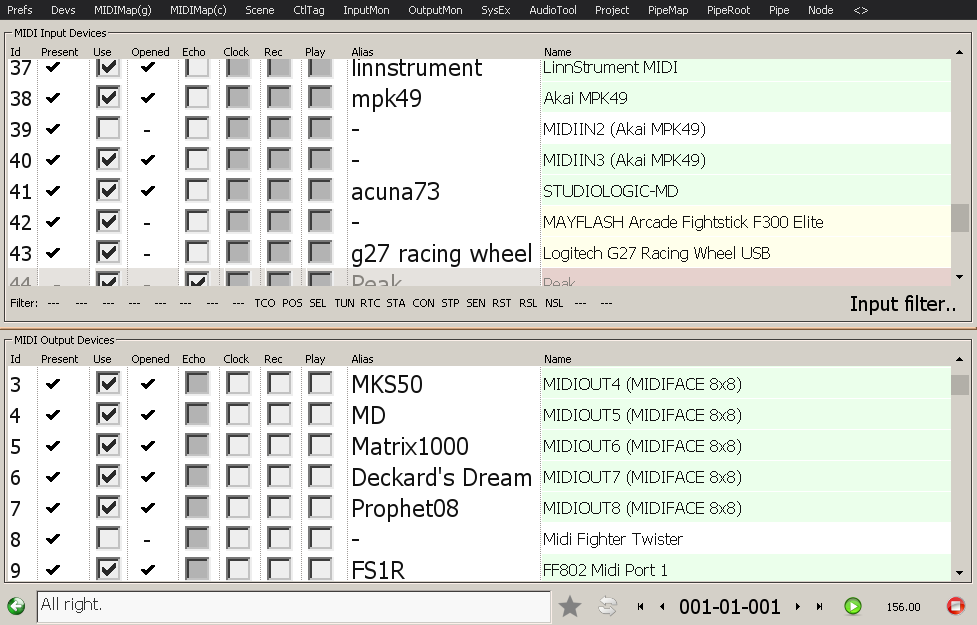 Prefs Devs MIDIMap(g) MIDIMap(c) Scene CtlTag InputMon OutputMon SysEx AudioTool Project PipeMap PipeRoot Pipe Node <>
MIDI Input Devices
Id Present Use Opened Echo Clock Rec Play Alias Name
37 linnstrument LinnStrument MIDI
38 mpk49 Akai MPK49
39 - - MIDIIN2 (Akai MPK49)
40 - MIDIIN3 (Akai MPK49)
41 acuna73 STUDIOLOGIC-MD
42 - - MAYFLASH Arcade Fightstick F300 Elite
43 - g27 racing wheel Logitech G27 Racing Wheel USB
44 Peak Peak
Filter: --- --- --- --- --- --- --- --- TCO POS SEL TUN RTC STA CON STP SEN RST RSL NSL --- --- Input filter..
MIDI Output Devices
Id Present Use Opened Echo Clock Rec Play Alias Name
3 MKS50 MIDIOUT4 (MIDIFACE 8x8)
4 MD MIDIOUT5 (MIDIFACE 8x8)
5 Matrix1000 MIDIOUT6 (MIDIFACE 8x8)
6 Deckard's Dream MIDIOUT7 (MIDIFACE 8x8)
7 Prophet08 MIDIOUT8 (MIDIFACE 8x8)
8 - - Midi Fighter Twister
9 FS1R FF802 Midi Port 1
All right. 001-01-001 156.00